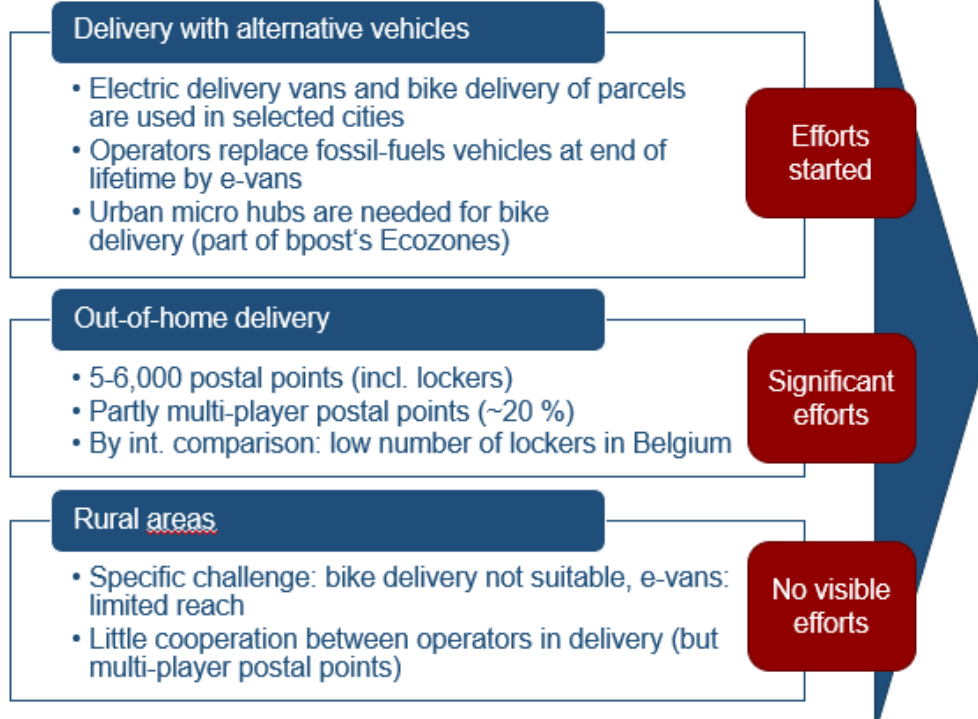 Delivery with alternative vehicles
• Electric delivery vans and bike delivery of parcels
are used in selected cities
• Operators replace fossil-fuels vehicles at end of
lifetime by e-vans
• Urban micro hubs are needed for bike
delivery (part of bpost‘s Ecozones)
Efforts
started
Out-of-home delivery
• 5-6,000 postal points (incl. lockers)
• Partly multi-player postal points (~20 %)
• By int. comparison: low number of lockers in Belgium
Significant
efforts
Rural areas
• Specific challenge: bike delivery not suitable, e-vans:
limited reach
• Little cooperation between operators in delivery (but
multi-player postal points)
No visible
efforts